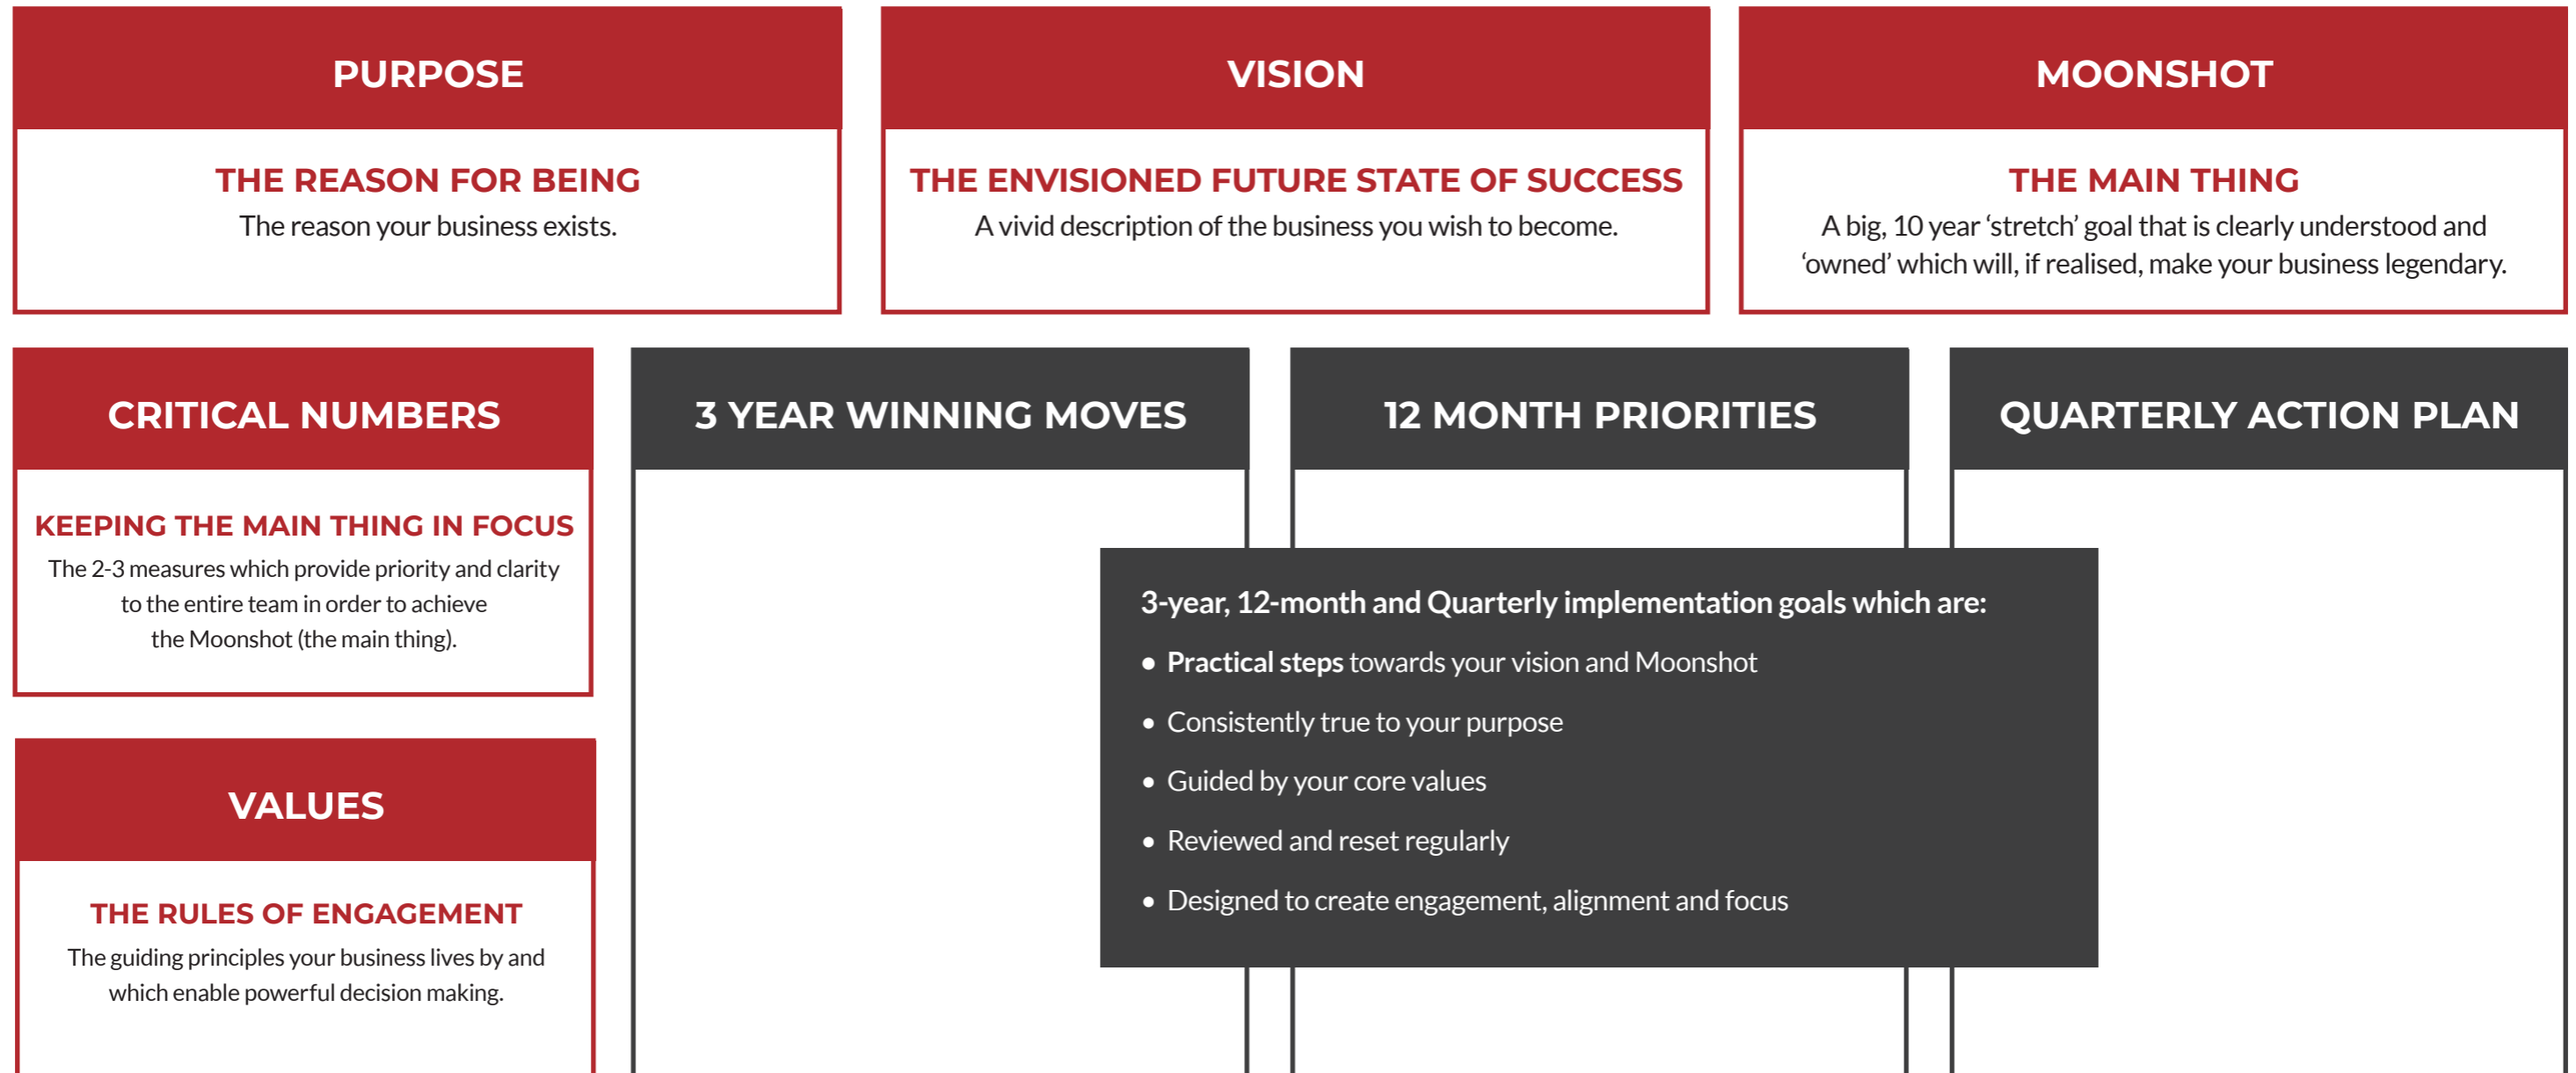 PURPOSE
THE REASON FOR BEING
The reason your business exists.
VISION
THE ENVISIONED FUTURE STATE OF SUCCESS
A vivid description of the business you wish to become.
MOONSHOT
THE MAIN THING
A big, 10 year ‘stretch’ goal that is clearly understood and
‘owned’ which will, if realised, make your business legendary.
CRITICAL NUMBERS
KEEPING THE MAIN THING IN FOCUS
The 2-3 measures which provide priority and clarity
to the entire team in order to achieve
the Moonshot (the main thing).
VALUES
THE RULES OF ENGAGEMENT
The guiding principles your business lives by and
which enable powerful decision making.
3 YEAR WINNING MOVES
12 MONTH PRIORITIES
QUARTERLY ACTION PLAN
3-year, 12-month and Quarterly implementation goals which are:
• Practical steps towards your vision and Moonshot
• Consistently true to your purpose
• Guided by your core values
• Reviewed and reset regularly
• Designed to create engagement, alignment and focus